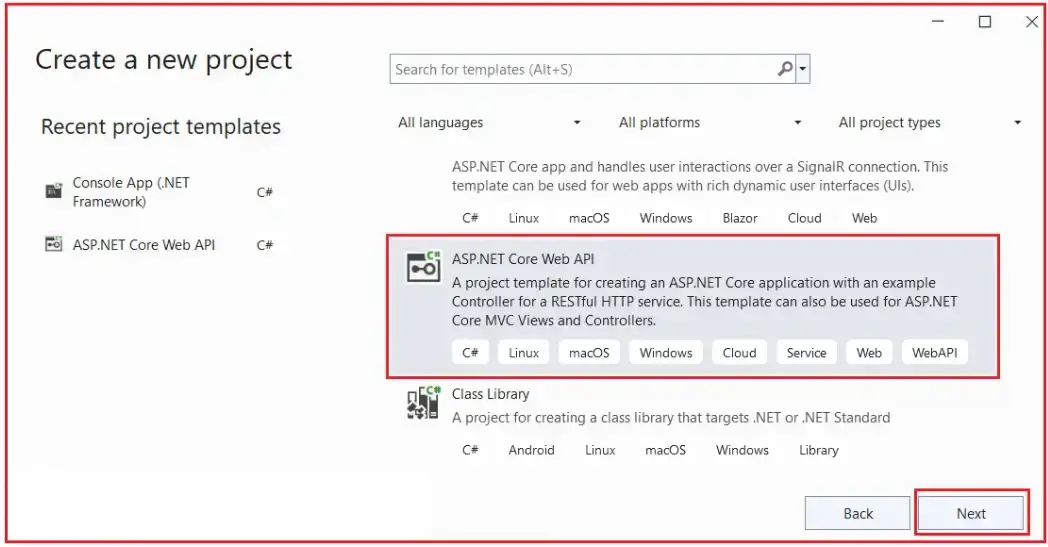 Create a new project
Search for templates (Alt+S)
Recent project templates
All languages
All platforms
All project types
Console App (.NET
Framework)
C#
ASP.NET Core Web API
C#
ASP.NET Core app and handles user interactions over a SignalR connection. This
template can be used for web apps with rich dynamic user interfaces (UIs).
C# Linux macOS Windows Blazor Cloud Web
C#
ASP.NET Core Web API
A project template for creating an ASP.NET Core application with an example
Controller for a RESTful HTTP service. This template can also be used for ASP.NET
Core MVC Views and Controllers.
C# Linux macOS Windows Cloud Service Web WebAPI
C#
Class Library
A project for creating a class library that targets .NET or .NET Standard
C# Android Linux macOS Windows Library
Back
Next